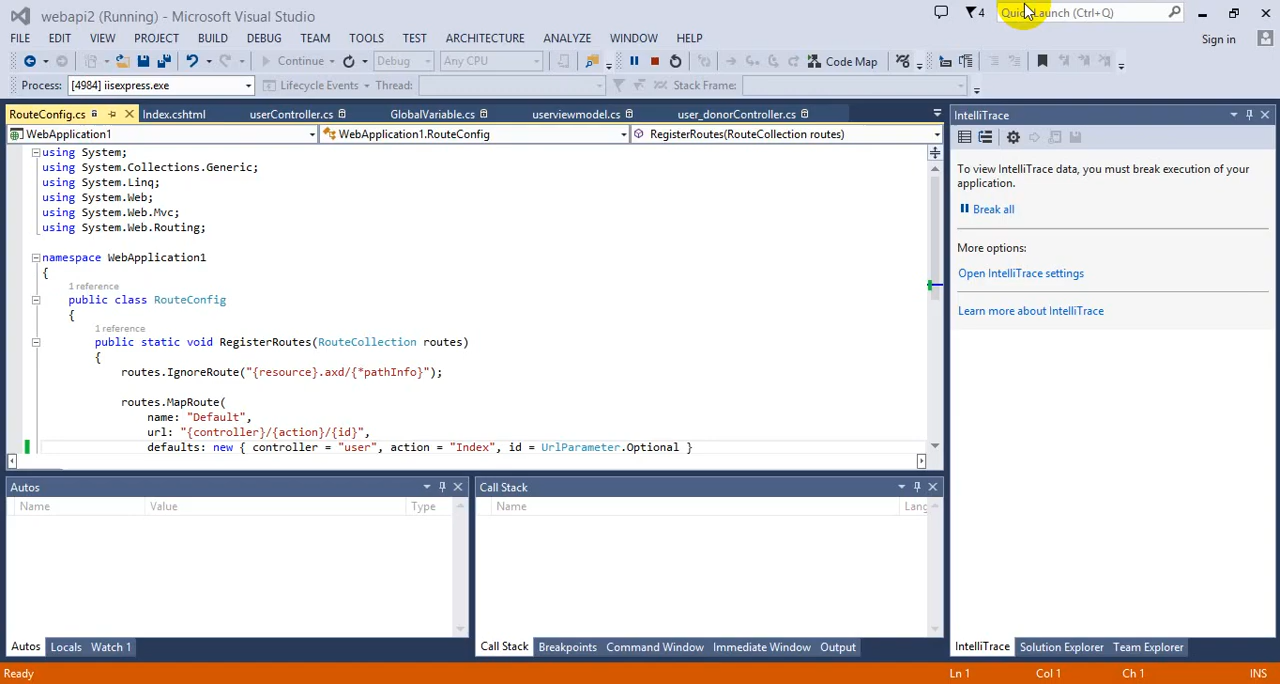 webapi2 (Running) - Microsoft Visual Studio
4
Quick Launch (Ctrl+Q)
FILE EDIT VIEW PROJECT BUILD DEBUG TEAM TOOLS TEST ARCHITECTURE ANALYZE WINDOW HELP
Sign in
Continue Debug Any CPU Code Map
Process: [4984] iisexpress.exe Lifecycle Events Thread: Stack Frame:
RouteConfig.cs Index.cshtml userController.cs GlobalVariable.cs userviewmodel.cs user_donorController.cs
WebApplication1 WebApplication1.RouteConfig RegisterRoutes(RouteCollection routes)
using System;
using System.Collections.Generic;
using System.Linq;
using System.Web;
using System.Web.Mvc;
using System.Web.Routing;
namespace WebApplication1
{
1 reference
public class RouteConfig
{
1 reference
public static void RegisterRoutes(RouteCollection routes)
{
routes.IgnoreRoute("{resource}.axd/{*pathInfo}");
routes.MapRoute(
name: "Default",
url: "{controller}/{action}/{id}",
defaults: new { controller = "user", action = "Index", id = UrlParameter.Optional }
IntelliTrace
To view IntelliTrace data, you must break execution of your
application.
Break all
More options:
Open IntelliTrace settings
Learn more about IntelliTrace
Autos
Name Value Type
Call Stack
Name Lang
Autos Locals Watch 1
Call Stack Breakpoints Command Window Immediate Window Output
IntelliTrace Solution Explorer Team Explorer
Ready Ln 1 Col 1 Ch 1 INS